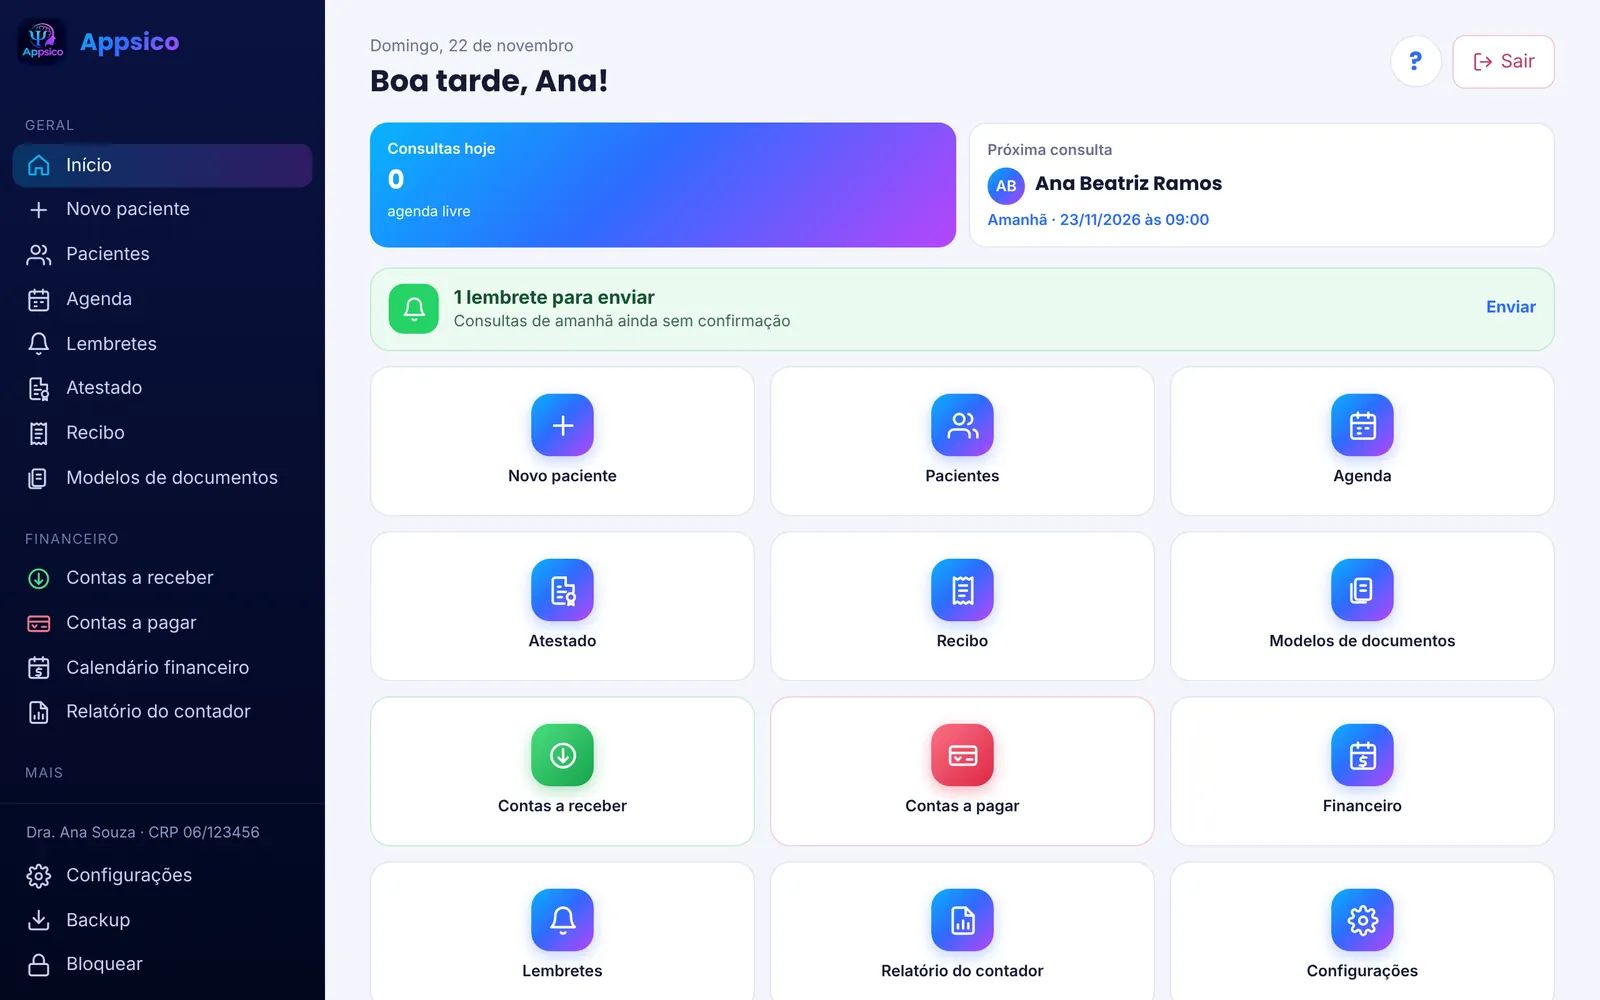 Appsico
Appsico
GERAL
Início
Novo paciente
Pacientes
Agenda
Lembretes
Atestado
Recibo
Modelos de documentos
FINANCEIRO
Contas a receber
Contas a pagar
Calendário financeiro
Relatório do contador
MAIS
Dra. Ana Souza · CRP 06/123456
Configurações
Backup
Bloquear
Domingo, 22 de novembro
Boa tarde, Ana!
?
Sair
Consultas hoje
0
agenda livre
Próxima consulta
AB
Ana Beatriz Ramos
Amanhã · 23/11/2026 às 09:00
1 lembrete para enviar
Consultas de amanhã ainda sem confirmação
Enviar
Novo paciente
Pacientes
Agenda
Atestado
Recibo
Modelos de documentos
Contas a receber
Contas a pagar
Financeiro
Lembretes
Relatório do contador
Configurações